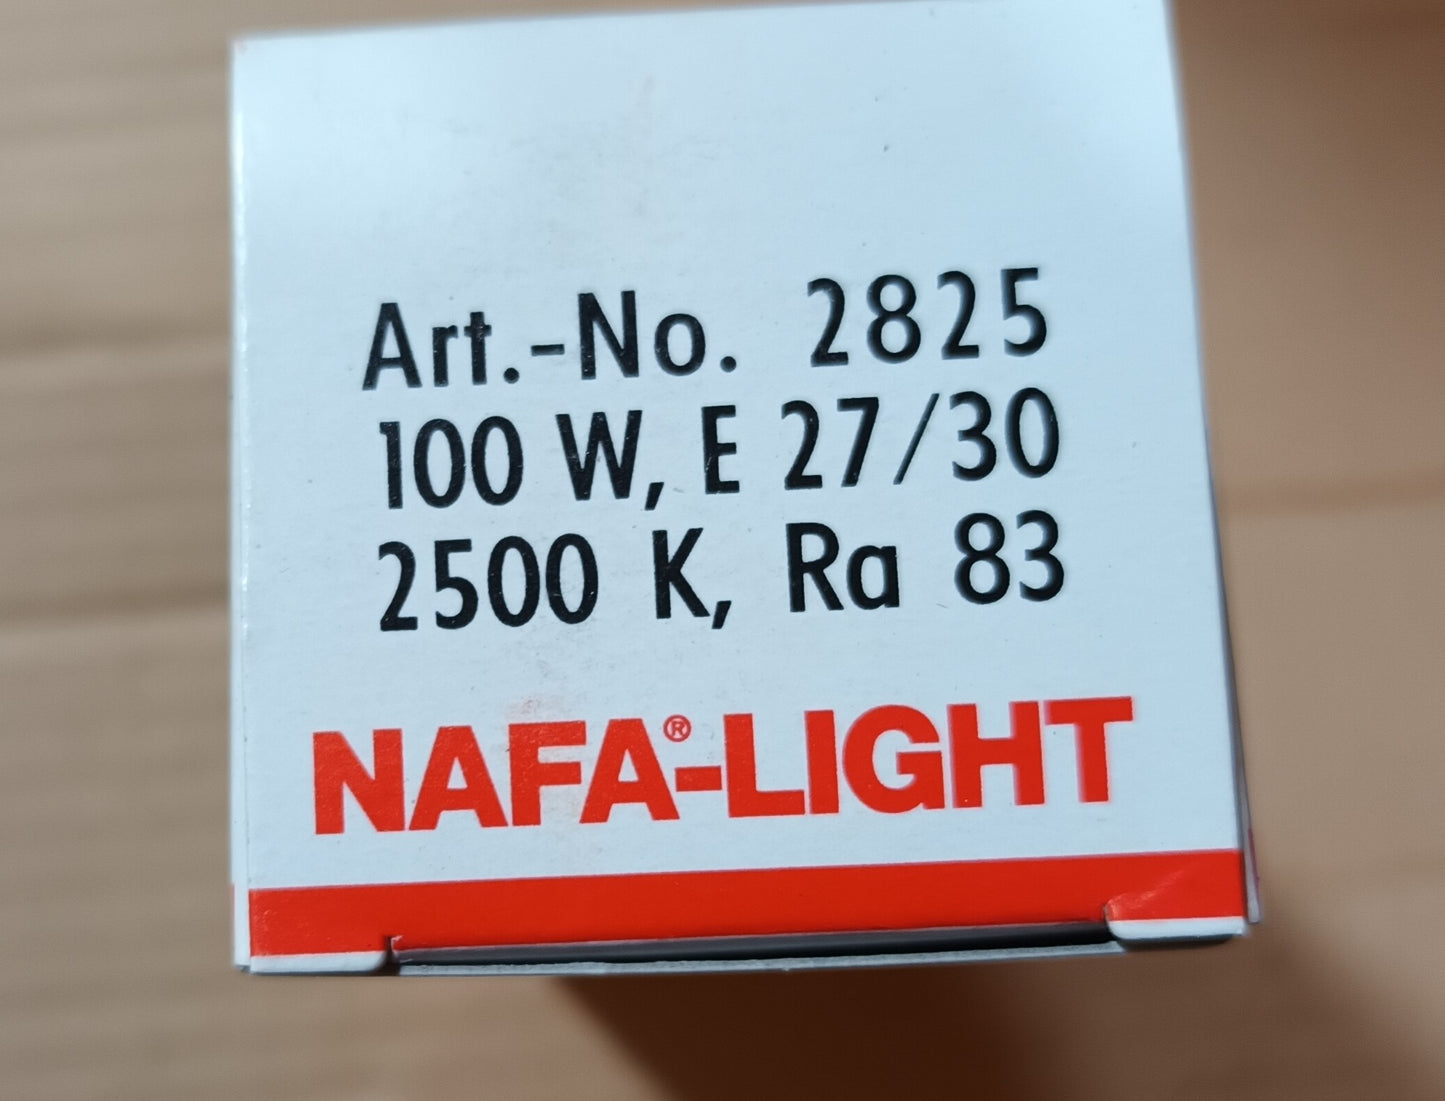 Art.-No. 2825
100 W, E 27/30
2500 K, Ra 83
NAFA®-LIGHT